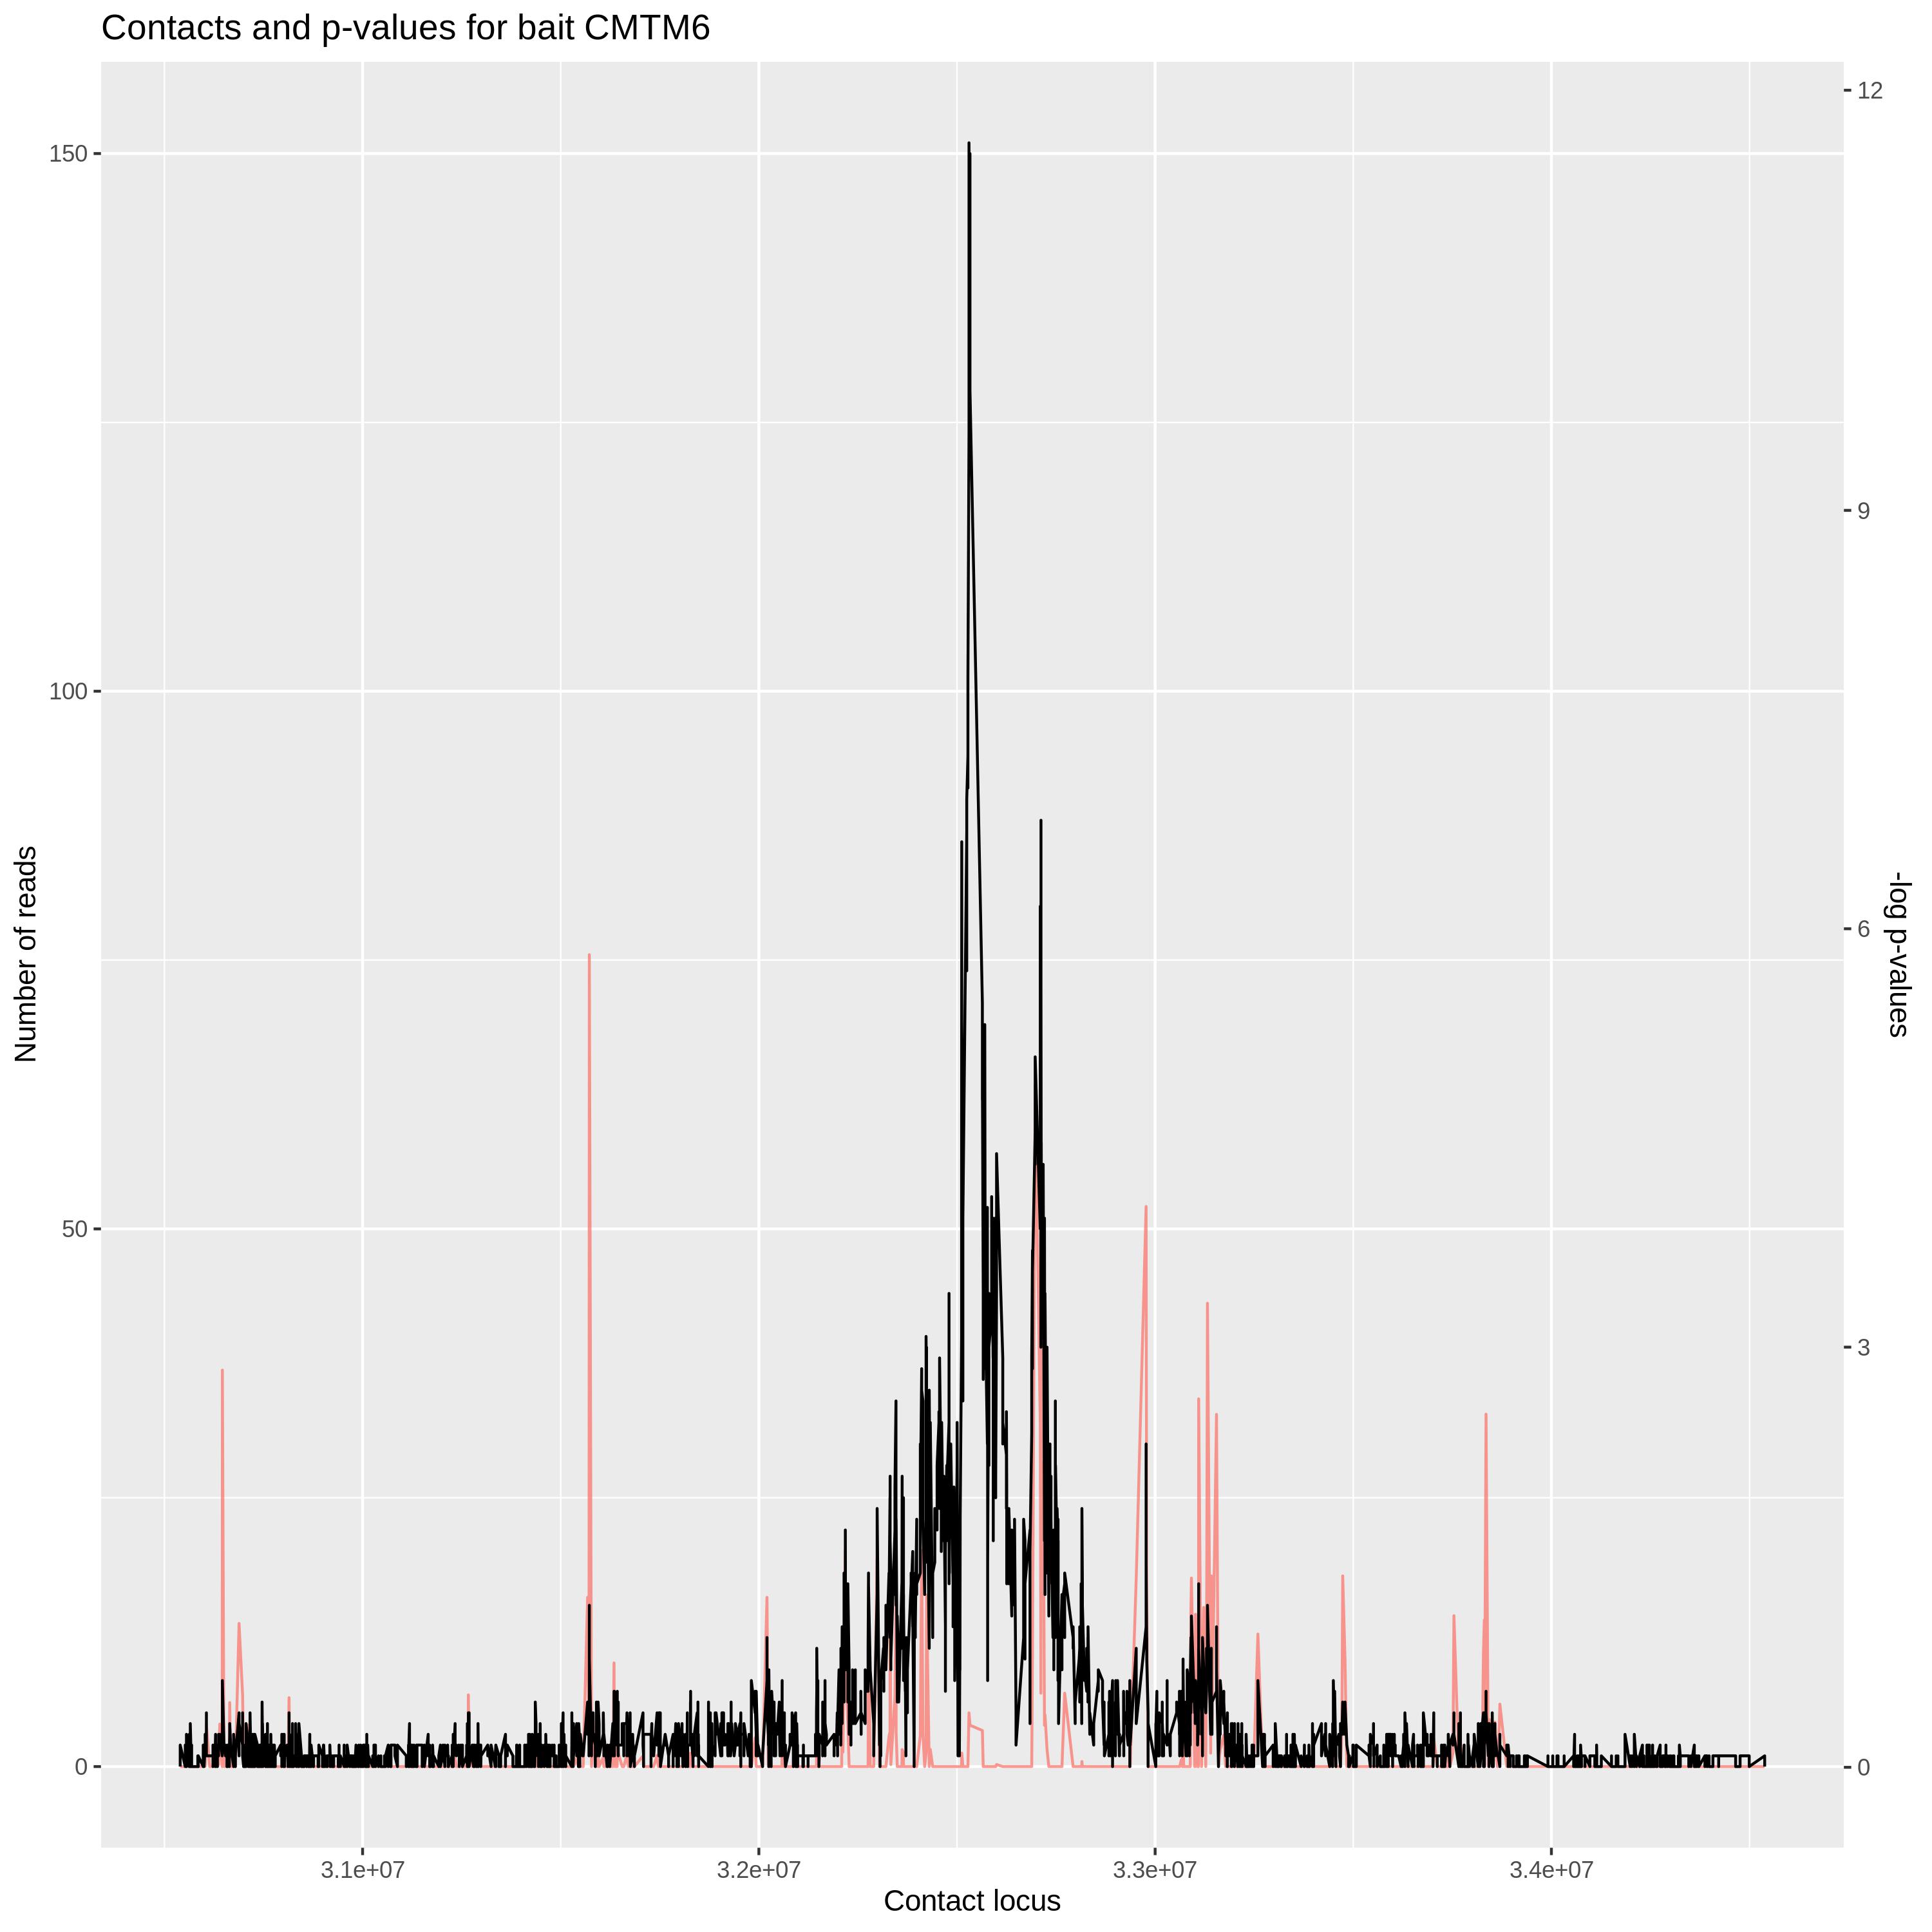 Contacts and p-values for bait CMTM6
150
100
50
0
Number of reads
12
9
6
3
0
-log p-values
3.1e+07
3.2e+07
3.3e+07
3.4e+07
Contact locus